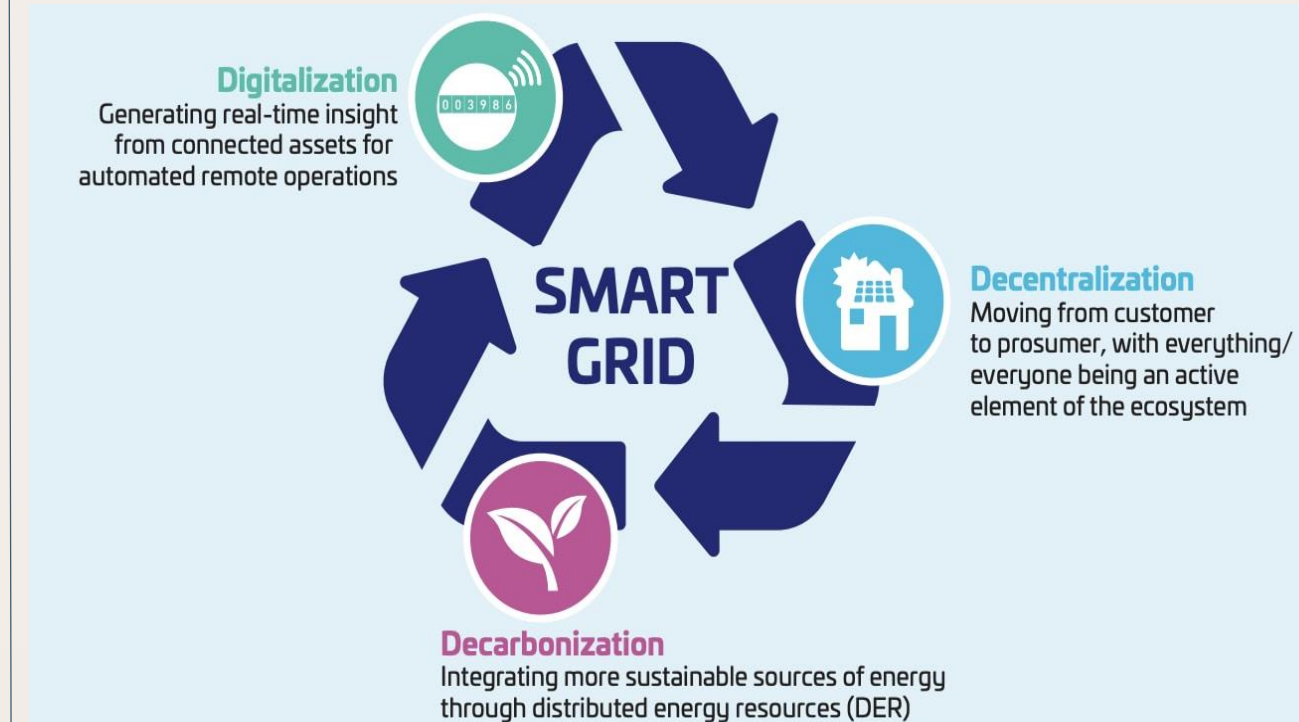 Digitalization
Generating real-time insight
from connected assets for
automated remote operations
003986
SMART
GRID
Decentralization
Moving from customer
to prosumer, with everything/
everyone being an active
element of the ecosystem
Decarbonization
Integrating more sustainable sources of energy
through distributed energy resources (DER)